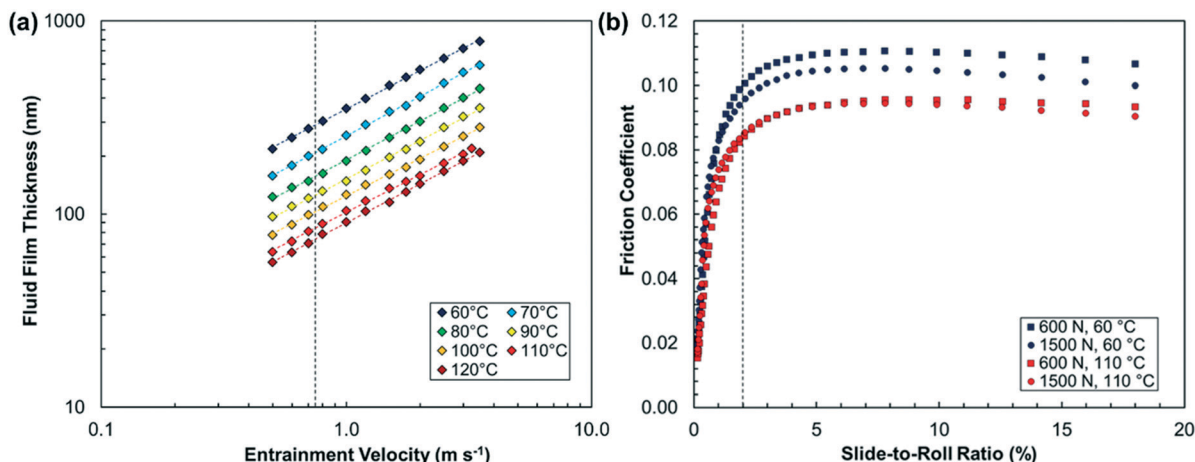 (a)
1000
100
10
0.1
1.0
10.0
Fluid Film Thickness (nm)
Entrainment Velocity (m s⁻¹)
60°C 70°C
80°C 90°C
100°C 110°C
120°C
(b)
0.12
0.10
0.08
0.06
0.04
0.02
0.00
0
5
10
15
20
Friction Coefficient
Slide-to-Roll Ratio (%)
600 N, 60 °C
1500 N, 60 °C
600 N, 110 °C
1500 N, 110 °C